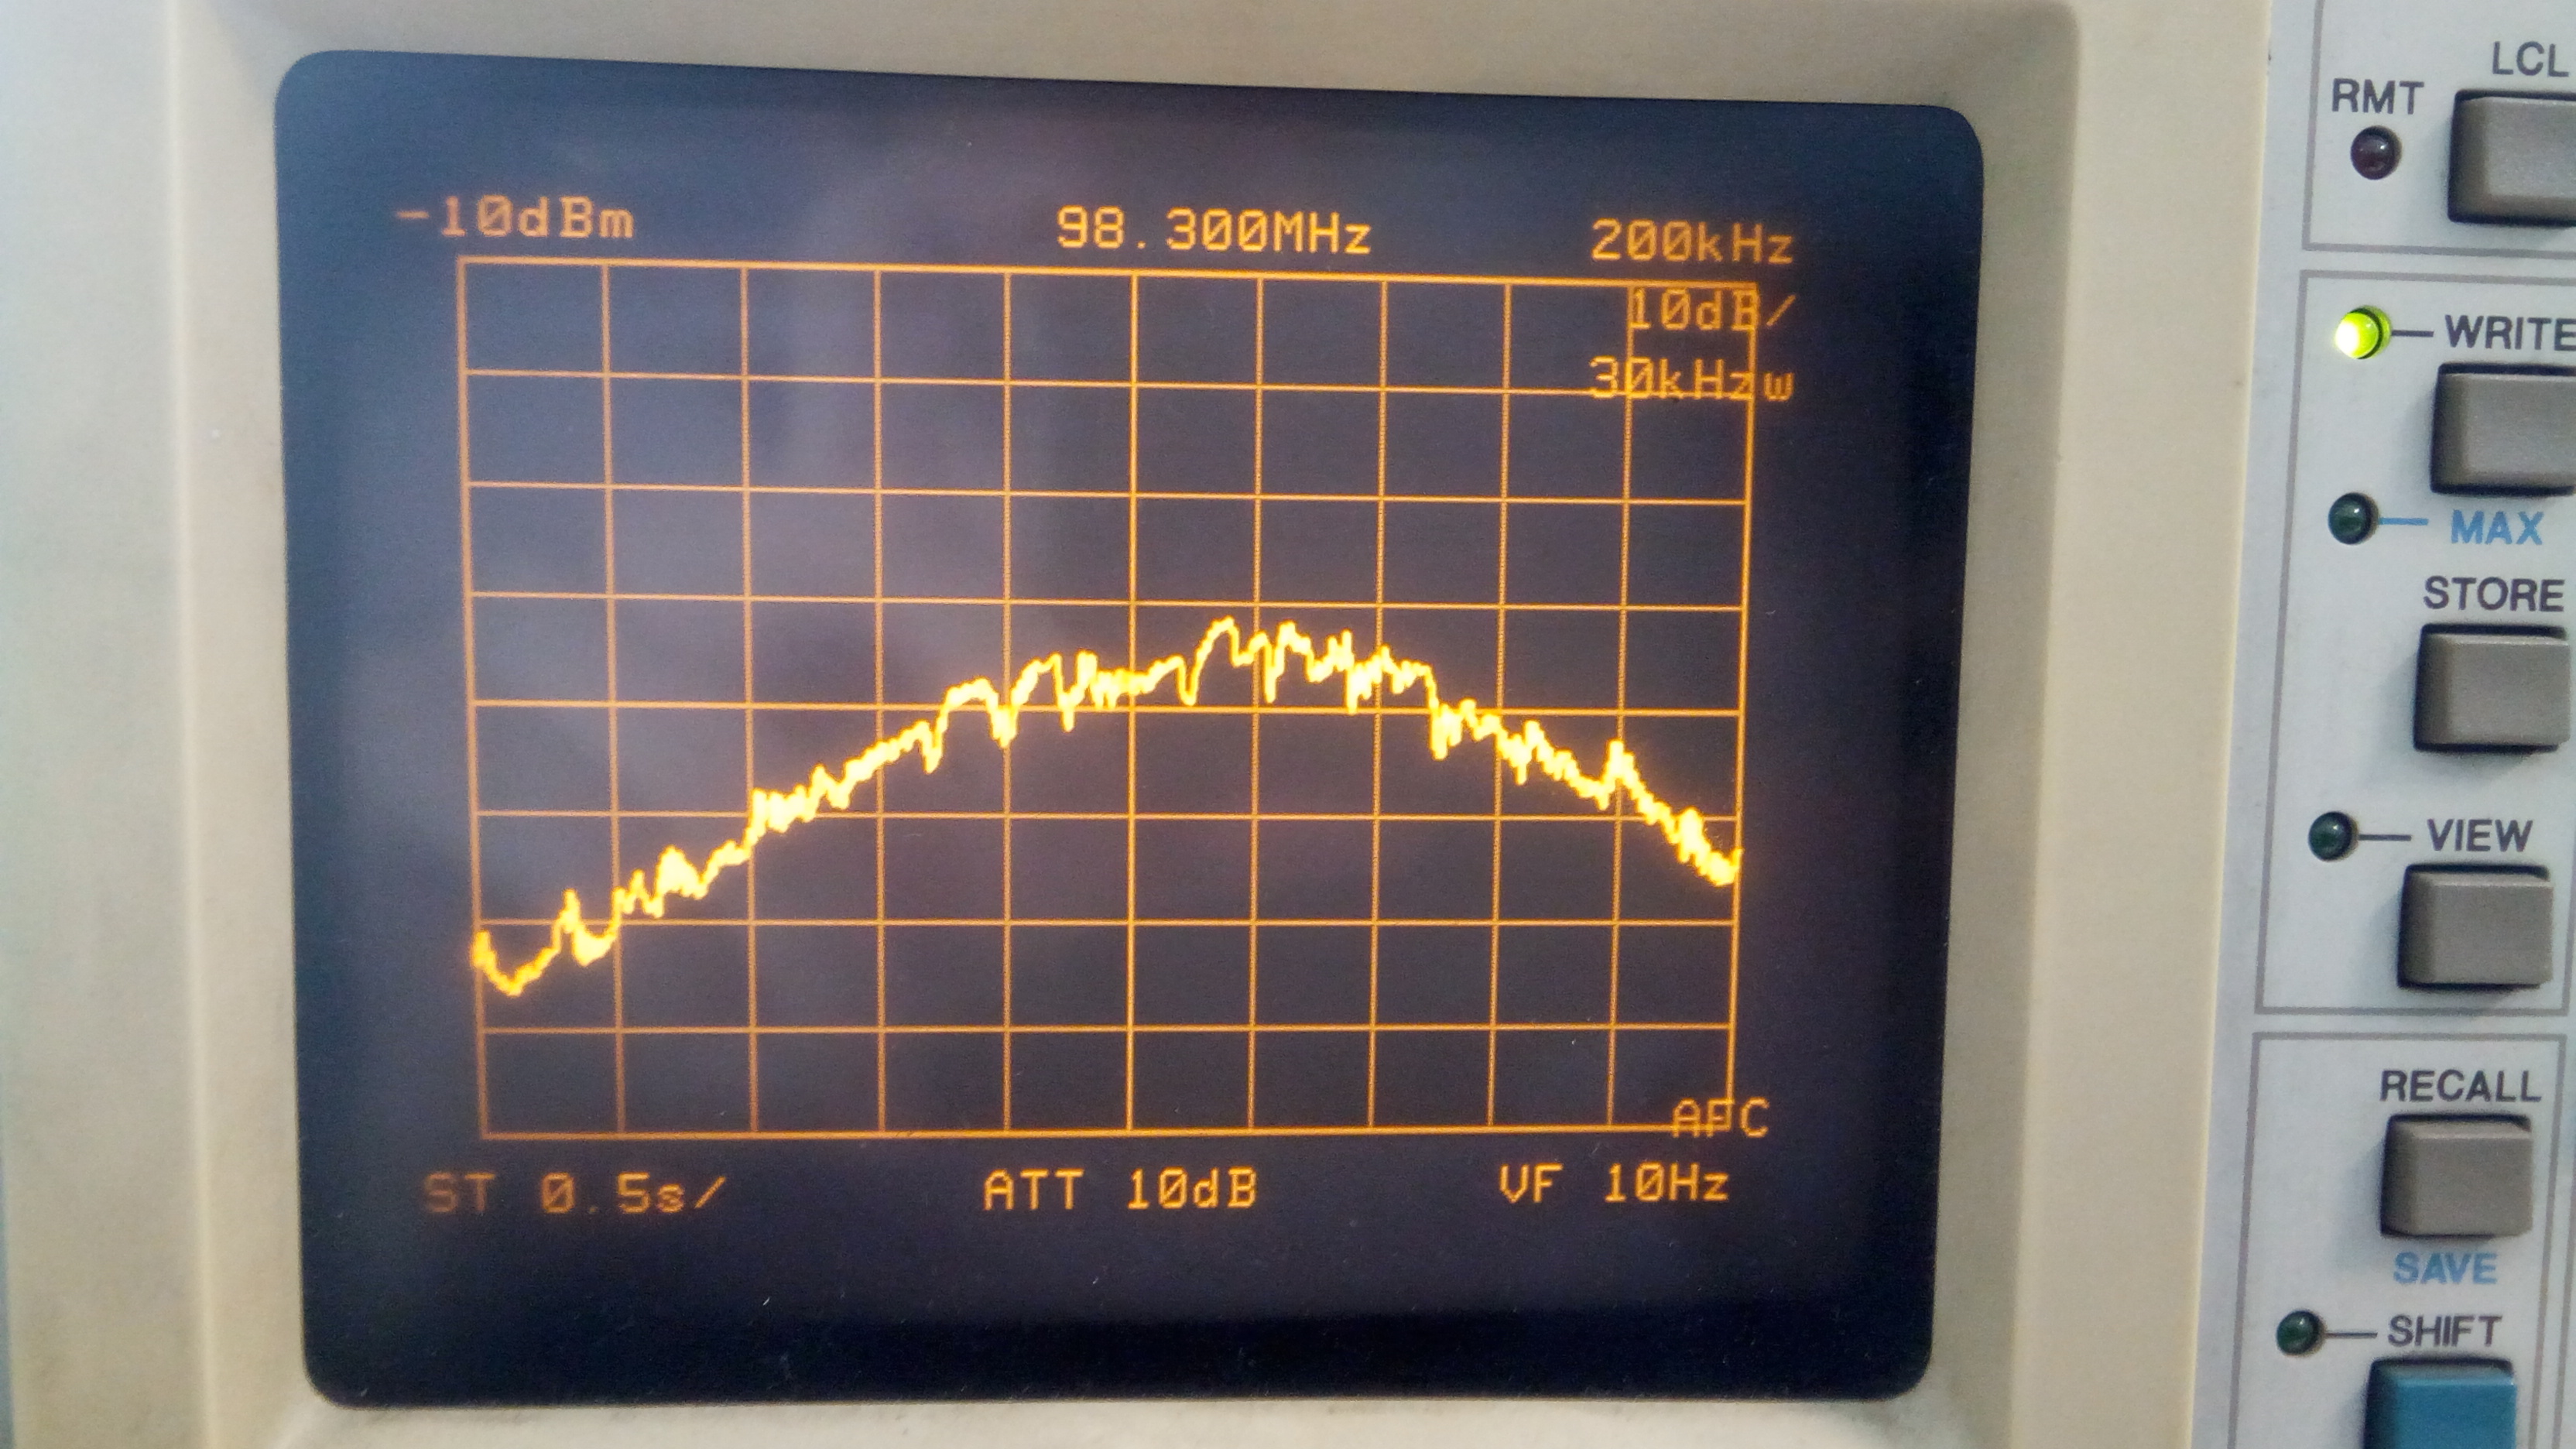 -10dBm 98.300MHz 200kHz
10dB/
30kHzw
AFC
ST 0.5s/ ATT 10dB VF 10Hz
LCL
RMT
WRITE
MAX
STORE
VIEW
RECALL
SAVE
SHIFT